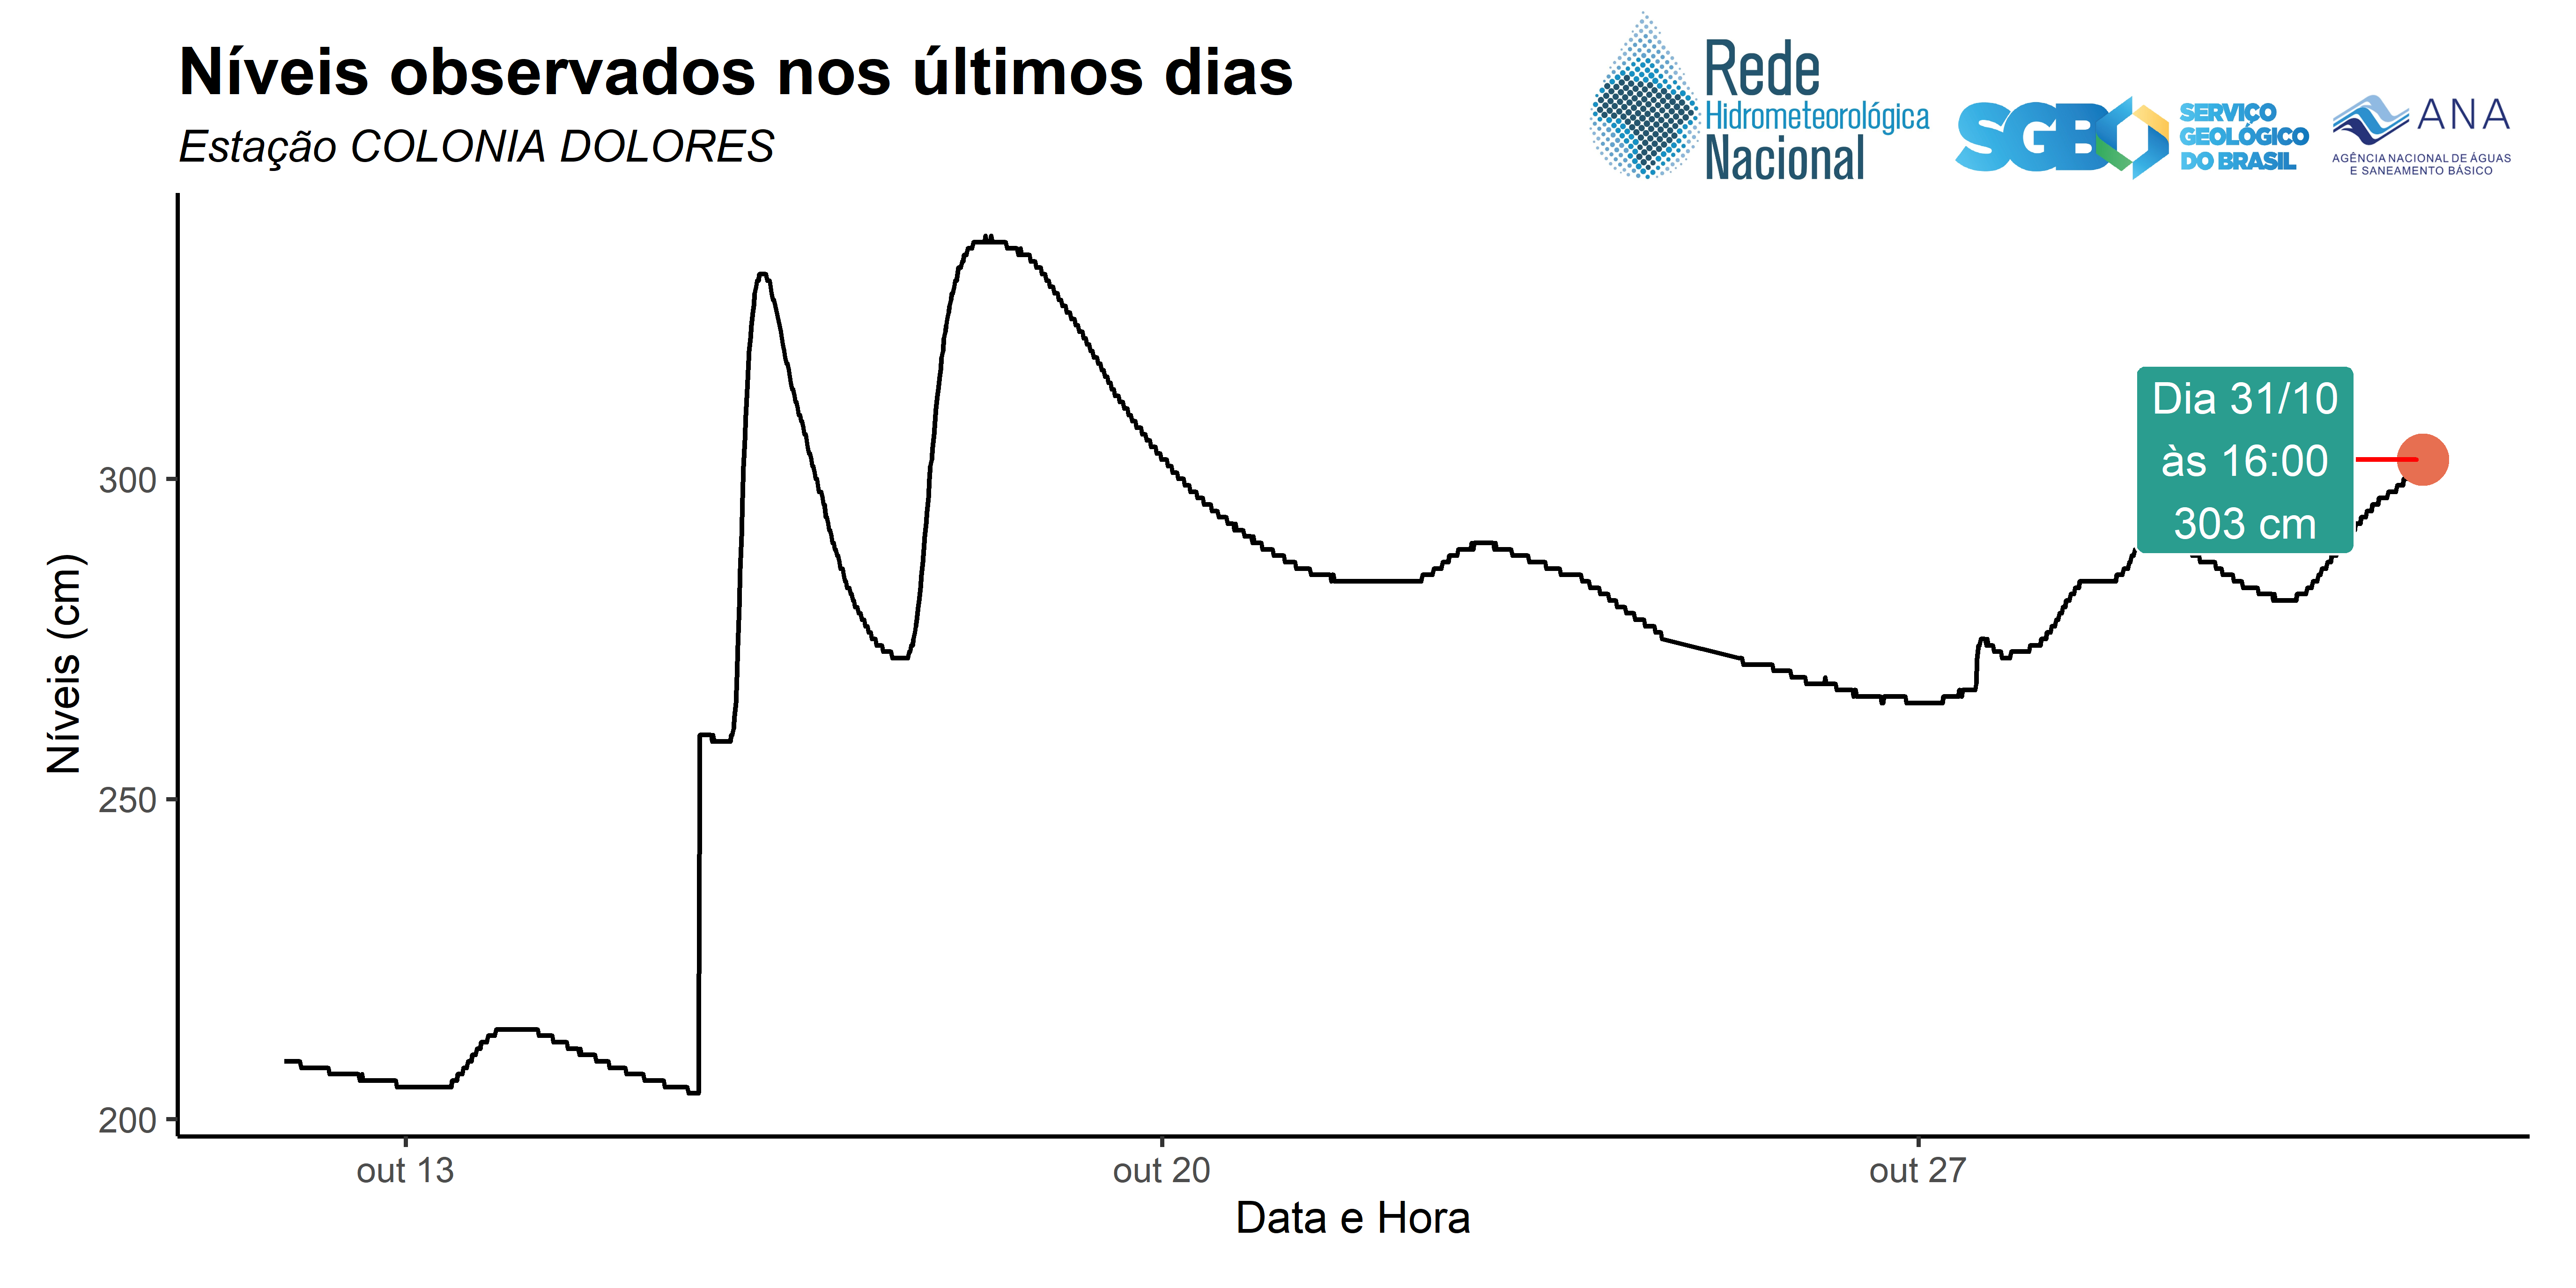 Níveis observados nos últimos dias
Estação COLONIA DOLORES
Rede
Hidrometeorológica
Nacional
SGB
SERVIÇO
GEOLÓGICO
DO BRASIL
ANA
AGÊNCIA NACIONAL DE ÁGUAS
E SANEAMENTO BÁSICO
Níveis (cm)
300
250
200
Dia 31/10
às 16:00
303 cm
out 13
out 20
out 27
Data e Hora